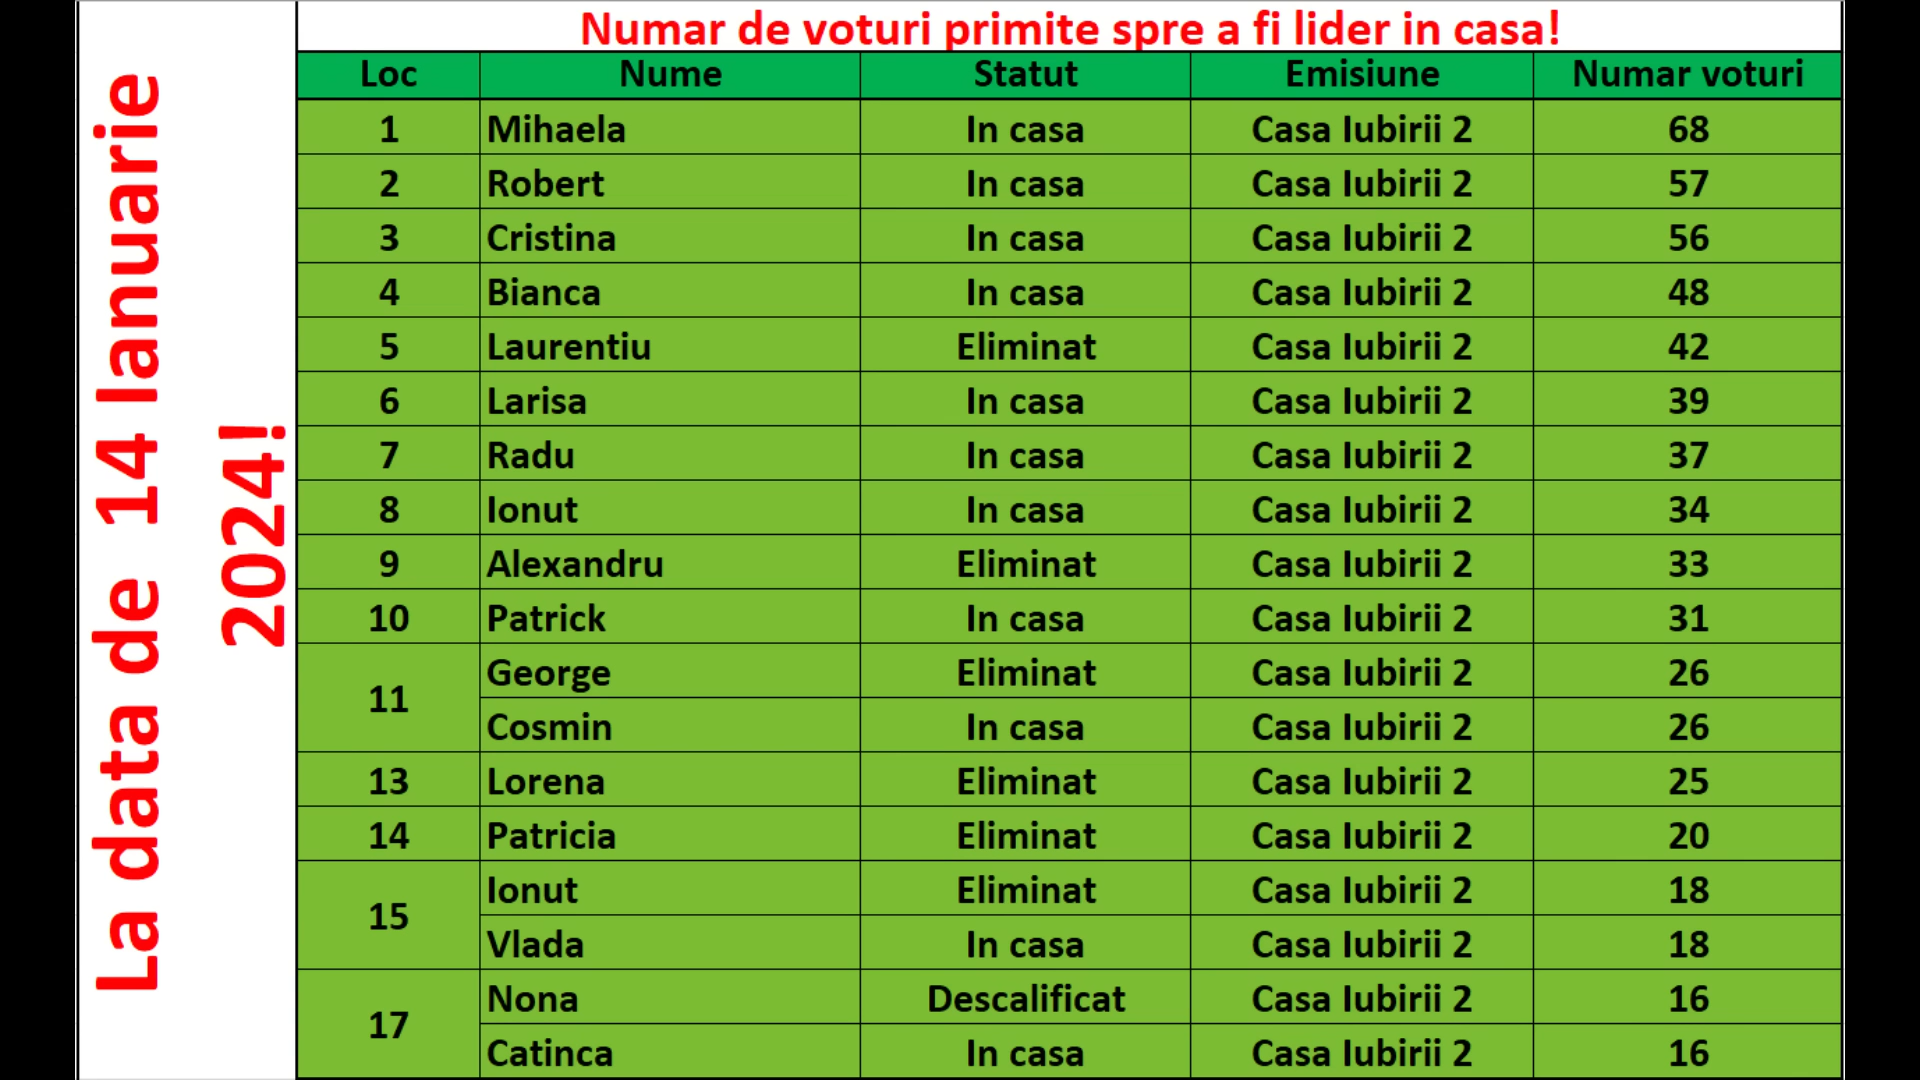 La data de 14 Ianuarie
2024!
Numar de voturi primite spre a fi lider in casa!
Loc Nume Statut Emisiune Numar voturi
1 Mihaela In casa Casa Iubirii 2 68
2 Robert In casa Casa Iubirii 2 57
3 Cristina In casa Casa Iubirii 2 56
4 Bianca In casa Casa Iubirii 2 48
5 Laurentiu Eliminat Casa Iubirii 2 42
6 Larisa In casa Casa Iubirii 2 39
7 Radu In casa Casa Iubirii 2 37
8 Ionut In casa Casa Iubirii 2 34
9 Alexandru Eliminat Casa Iubirii 2 33
10 Patrick In casa Casa Iubirii 2 31
11 George Eliminat Casa Iubirii 2 26
Cosmin In casa Casa Iubirii 2 26
13 Lorena Eliminat Casa Iubirii 2 25
14 Patricia Eliminat Casa Iubirii 2 20
15 Ionut Eliminat Casa Iubirii 2 18
Vlada In casa Casa Iubirii 2 18
17 Nona Descalificat Casa Iubirii 2 16
Catinca In casa Casa Iubirii 2 16